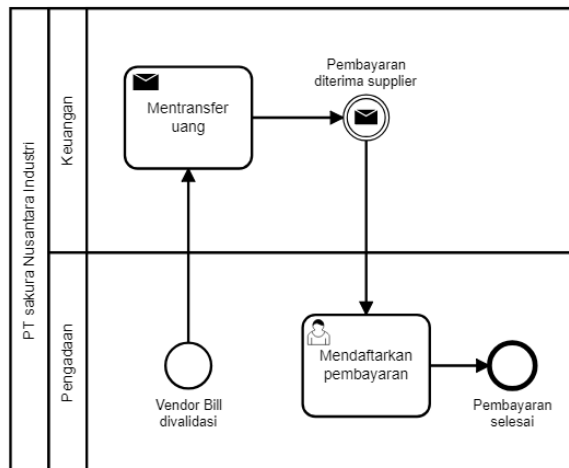 PT sakura Nusantara Industri
Keuangan
Mentransfer
uang
Pembayaran
diterima supplier
Pengadaan
Vendor Bill
divalidasi
Mendaftarkan
pembayaran
Pembayaran
selesai